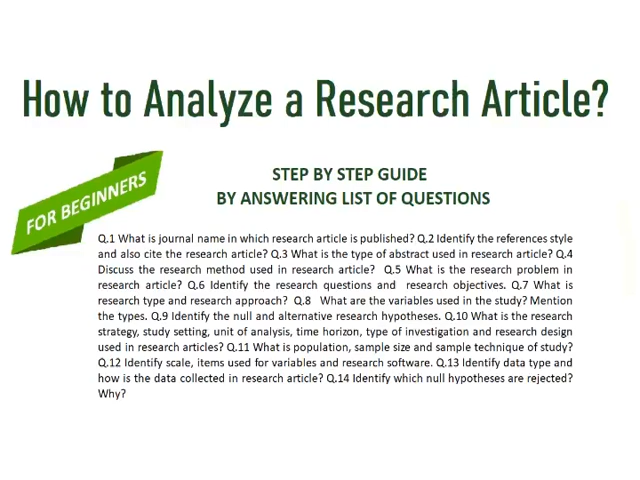 How to Analyze a Research Article?
STEP BY STEP GUIDE
BY ANSWERING LIST OF QUESTIONS
FOR BEGINNERS
Q.1 What is journal name in which research article is published? Q.2 Identify the references style
and also cite the research article? Q.3 What is the type of abstract used in research article? Q.4
Discuss the research method used in research article? Q.5 What is the research problem in
research article? Q.6 Identify the research questions and research objectives. Q.7 What is
research type and research approach? Q.8 What are the variables used in the study? Mention
the types. Q.9 Identify the null and alternative research hypotheses. Q.10 What is the research
strategy, study setting, unit of analysis, time horizon, type of investigation and research design
used in research articles? Q.11 What is population, sample size and sample technique of study?
Q.12 Identify scale, items used for variables and research software. Q.13 Identify data type and
how is the data collected in research article? Q.14 Identify which null hypotheses are rejected?
Why?